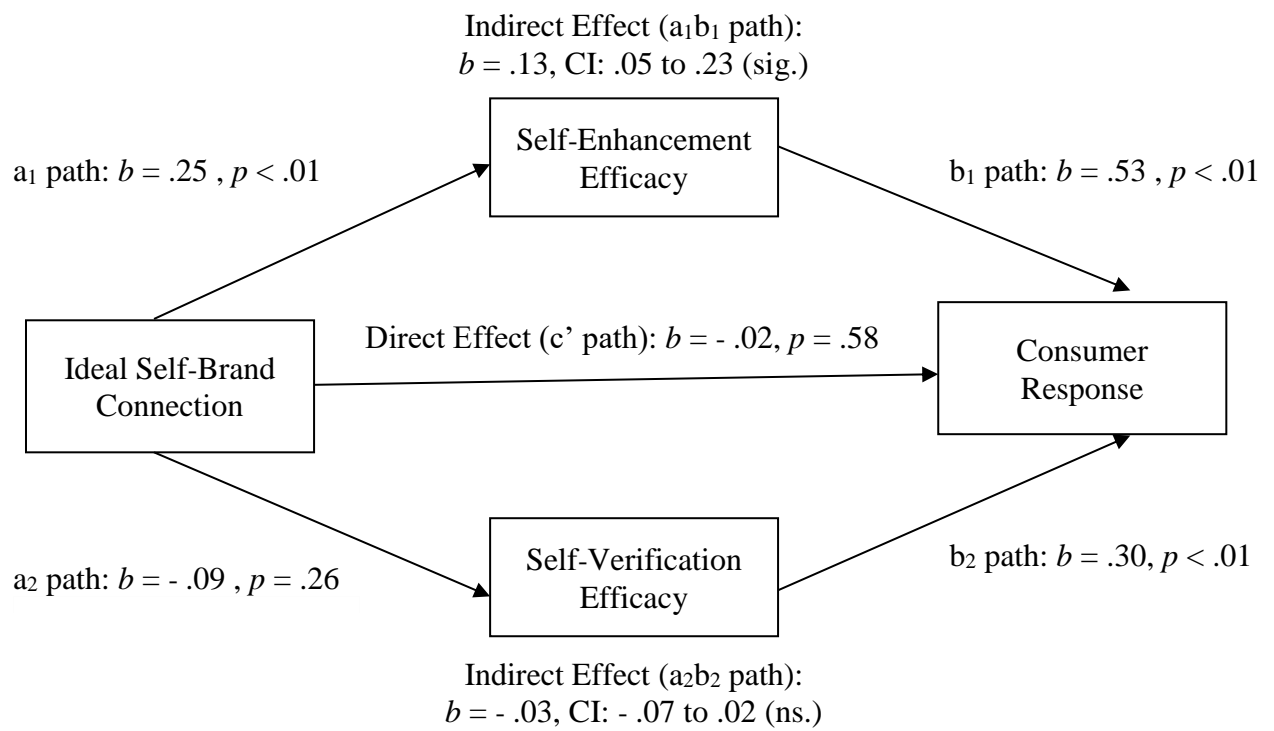 Indirect Effect (a₁b₁ path):
b = .13, CI: .05 to .23 (sig.)
Self-Enhancement
Efficacy
a₁ path: b = .25 , p < .01
b₁ path: b = .53 , p < .01
Direct Effect (c’ path): b = - .02, p = .58
Ideal Self-Brand
Connection
Consumer
Response
a₂ path: b = - .09 , p = .26
Self-Verification
Efficacy
b₂ path: b = .30, p < .01
Indirect Effect (a₂b₂ path):
b = - .03, CI: - .07 to .02 (ns.)